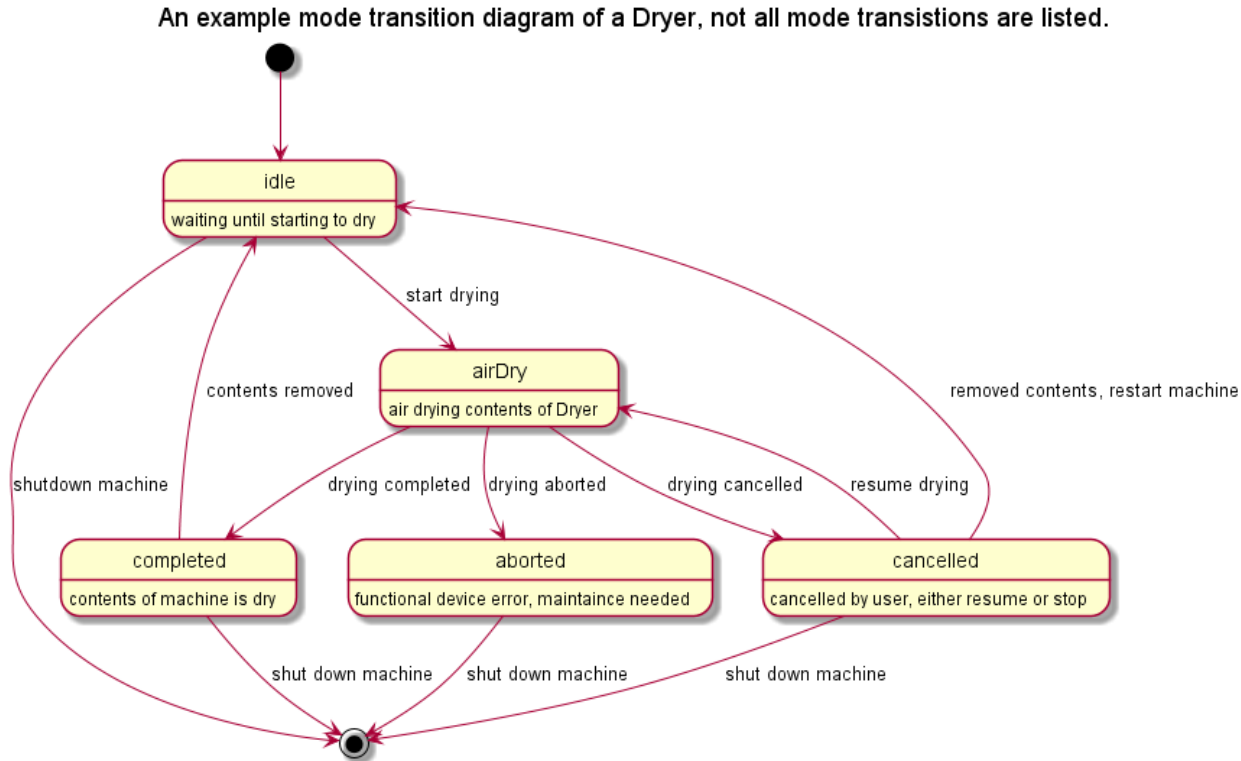 An example mode transition diagram of a Dryer, not all mode transistions are listed.
idle
waiting until starting to dry
start drying
airDry
air drying contents of Dryer
contents removed
removed contents, restart machine
shutdown machine
drying completed
drying aborted
drying cancelled
resume drying
completed
contents of machine is dry
aborted
functional device error, maintaince needed
cancelled
cancelled by user, either resume or stop
shut down machine
shut down machine
shut down machine